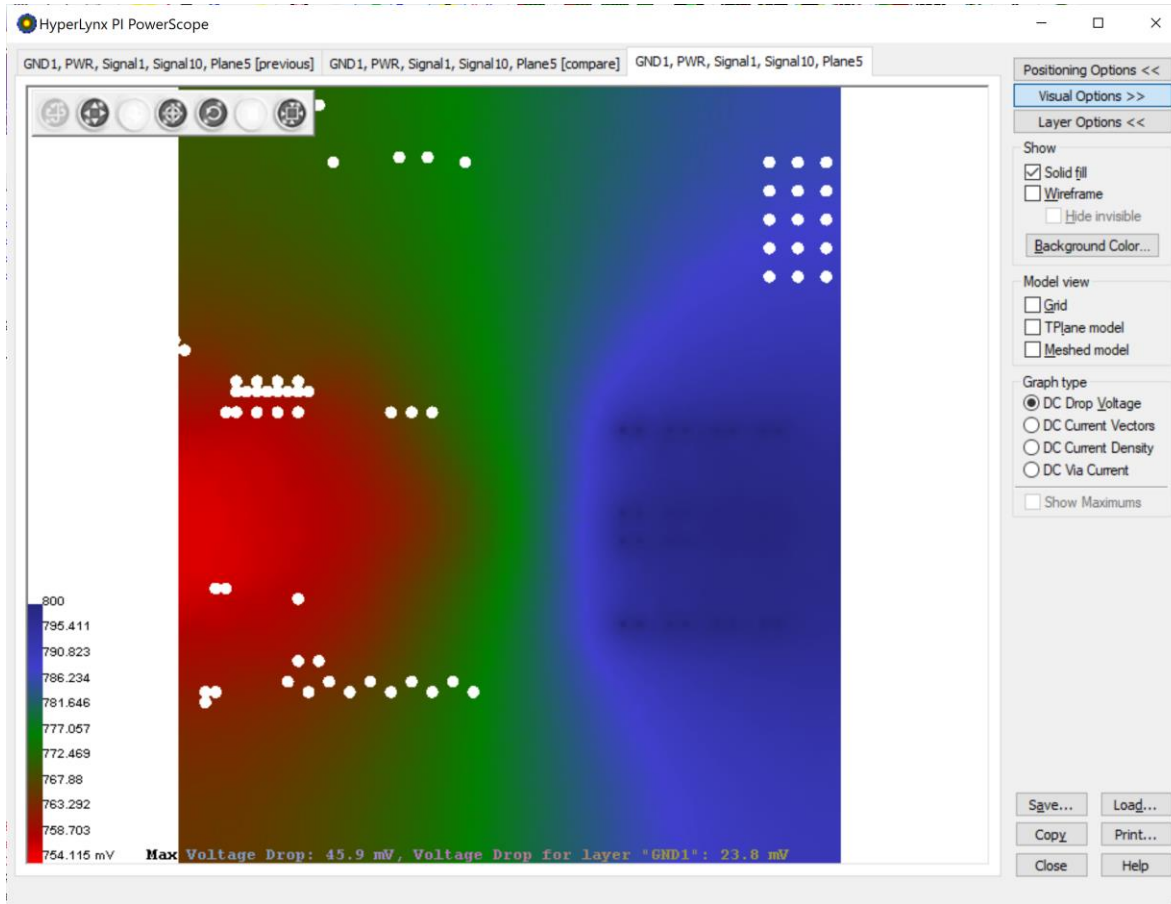 HyperLynx PI PowerScope
GND1, PWR, Signal1, Signal10, Plane5 [previous]
GND1, PWR, Signal1, Signal10, Plane5 [compare]
GND1, PWR, Signal1, Signal10, Plane5
Positioning Options <<
Visual Options >>
Layer Options <<
Show
Solid fill
Wireframe
Hide invisible
Background Color...
Model view
Grid
TPlane model
Meshed model
Graph type
DC Drop Voltage
DC Current Vectors
DC Current Density
DC Via Current
Show Maximums
800
795.411
790.823
786.234
781.646
777.057
772.469
767.88
763.292
758.703
754.115 mV
Max Voltage Drop: 45.9 mV, Voltage Drop for layer "GND1": 23.8 mV
Save...
Load...
Copy
Print...
Close
Help